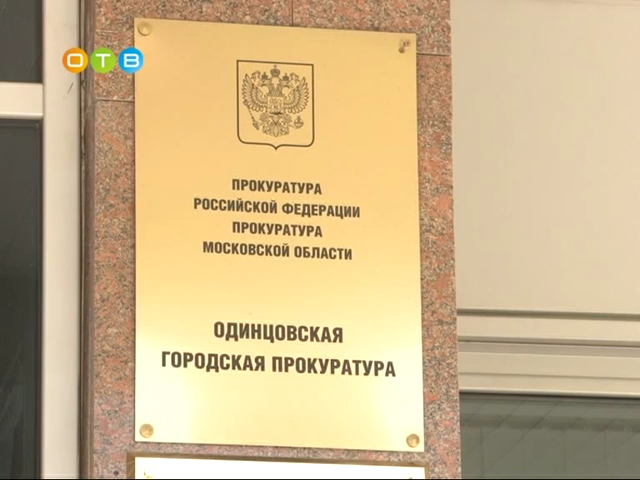 ОТВ
ПРОКУРАТУРА
РОССИЙСКОЙ ФЕДЕРАЦИИ
ПРОКУРАТУРА
МОСКОВСКОЙ ОБЛАСТИ
ОДИНЦОВСКАЯ
ГОРОДСКАЯ ПРОКУРАТУРА